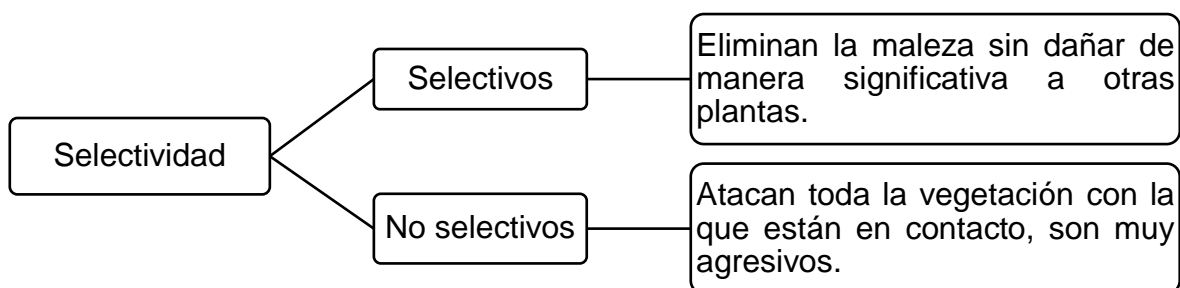 Selectividad
Selectivos
Eliminan la maleza sin dañar de
manera significativa a otras
plantas.
No selectivos
Atacan toda la vegetación con la
que están en contacto, son muy
agresivos.